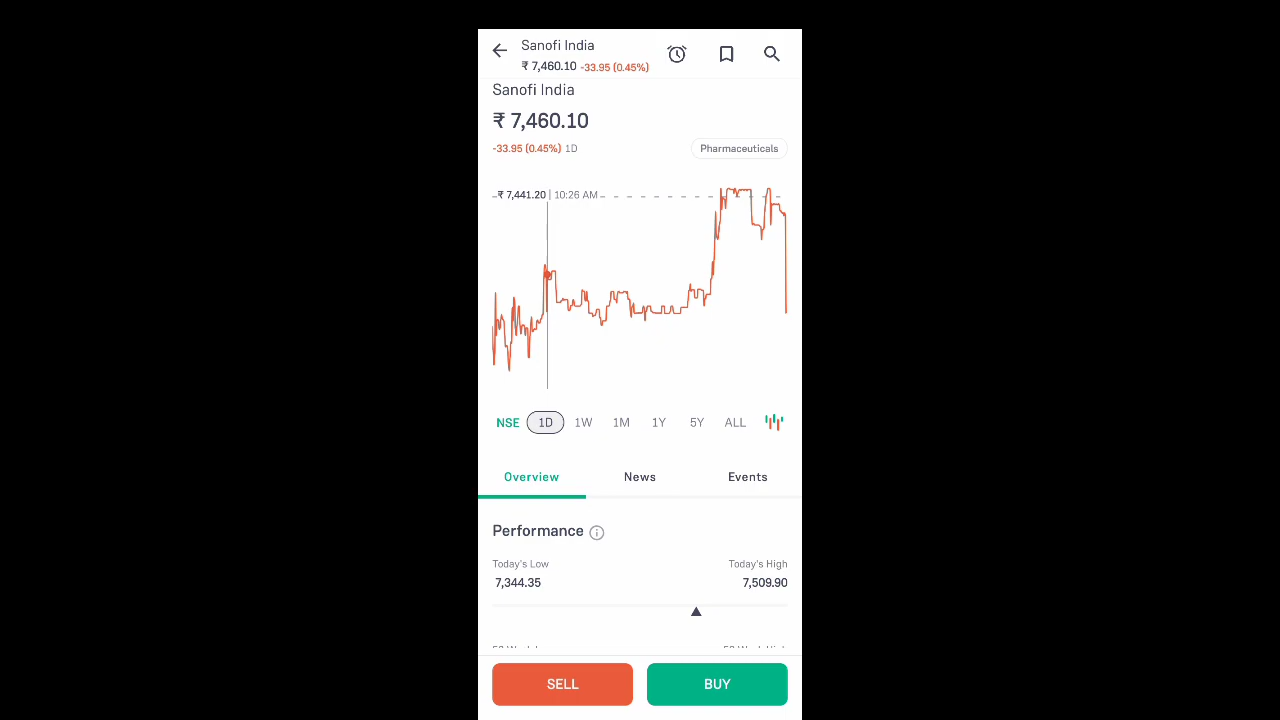 Sanofi India
₹ 7,460.10 -33.95 (0.45%)
Sanofi India
₹ 7,460.10
-33.95 (0.45%) 1D
Pharmaceuticals
₹ 7,441.20 | 10:26 AM
NSE 1D 1W 1M 1Y 5Y ALL
Overview News Events
Performance
Today's Low Today's High
7,344.35 7,509.90
SELL BUY